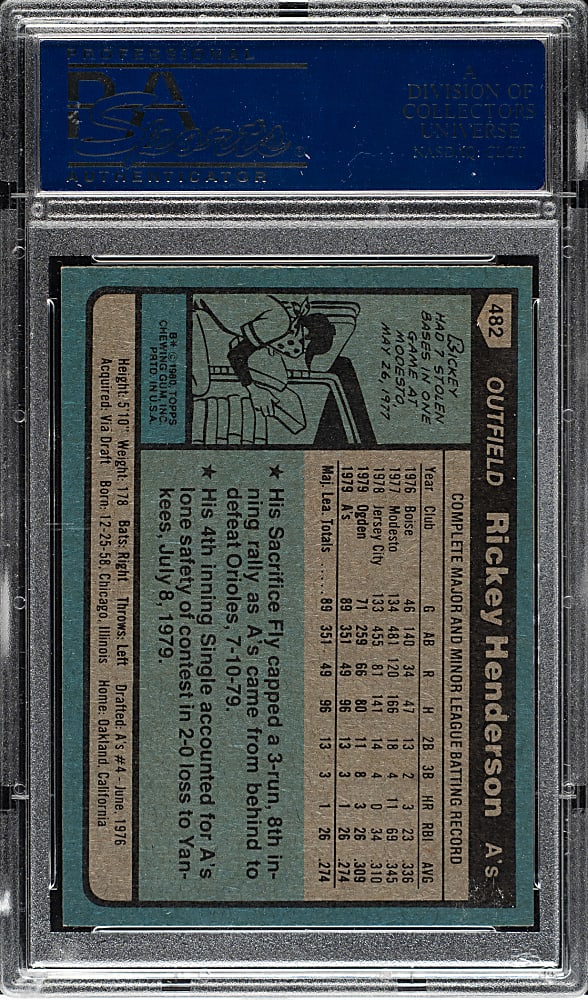 PROFESSIONAL
PSA
Sports
AUTHENTICATOR
A
DIVISION OF
COLLECTORS
UNIVERSE
NASDAQ: CLCT
482 OUTFIELD Rickey Henderson A's
RICKEY
HAD 7 STOLEN
BASES IN ONE
GAME AT
MODESTO,
MAY 26, 1977
B* © 1980, TOPPS
CHEWING GUM, INC.
PRTD. IN U.S.A.
COMPLETE MAJOR AND MINOR LEAGUE BATTING RECORD
Year Club G AB R H 2B 3B HR RBI AVG
1976 Boise 46 140 34 47 13 2 3 23 .336
1977 Modesto 134 481 120 166 18 4 11 69 .345
1978 Jersey City 133 455 81 141 14 4 0 34 .310
1979 Ogden 71 259 66 80 11 8 3 26 .309
1979 A's 89 351 49 96 13 3 1 26 .274
Maj. Lea. Totals ..... 89 351 49 96 13 3 1 26 .274
★ His Sacrifice Fly capped a 3-run, 8th in-
ning rally as A's came from behind to
defeat Orioles, 7-10-79.
★ His 4th inning Single accounted for A's
lone safety of contest in 2-0 loss to Yan-
kees, July 8, 1979.
Height: 5'10" Weight: 178 Bats: Right Throws: Left Drafted: A's #4 - June, 1976
Acquired: Via Draft Born: 12-25-58, Chicago, Illinois Home: Oakland, California